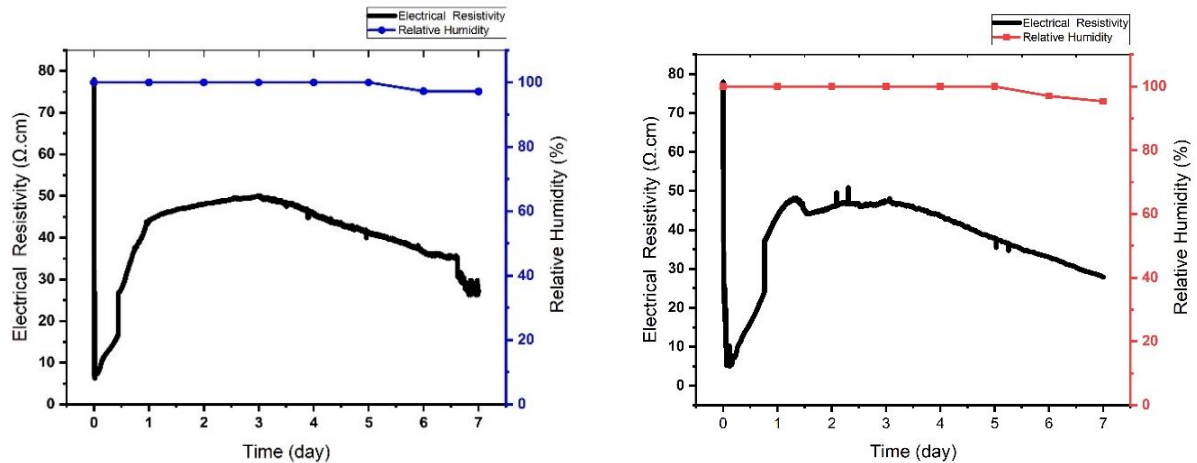 Electrical Resistivity
Relative Humidity
80
70
60
50
40
30
20
10
0
Electrical Resistivity (Ω.cm)
100
80
60
40
20
0
Relative Humidity (%)
0 1 2 3 4 5 6 7
Time (day)
Electrical Resistivity
Relative Humidity
80
70
60
50
40
30
20
10
0
Electrical Resistivity (Ω.cm)
100
80
60
40
20
0
Relative Humidity (%)
0 1 2 3 4 5 6 7
Time (day)